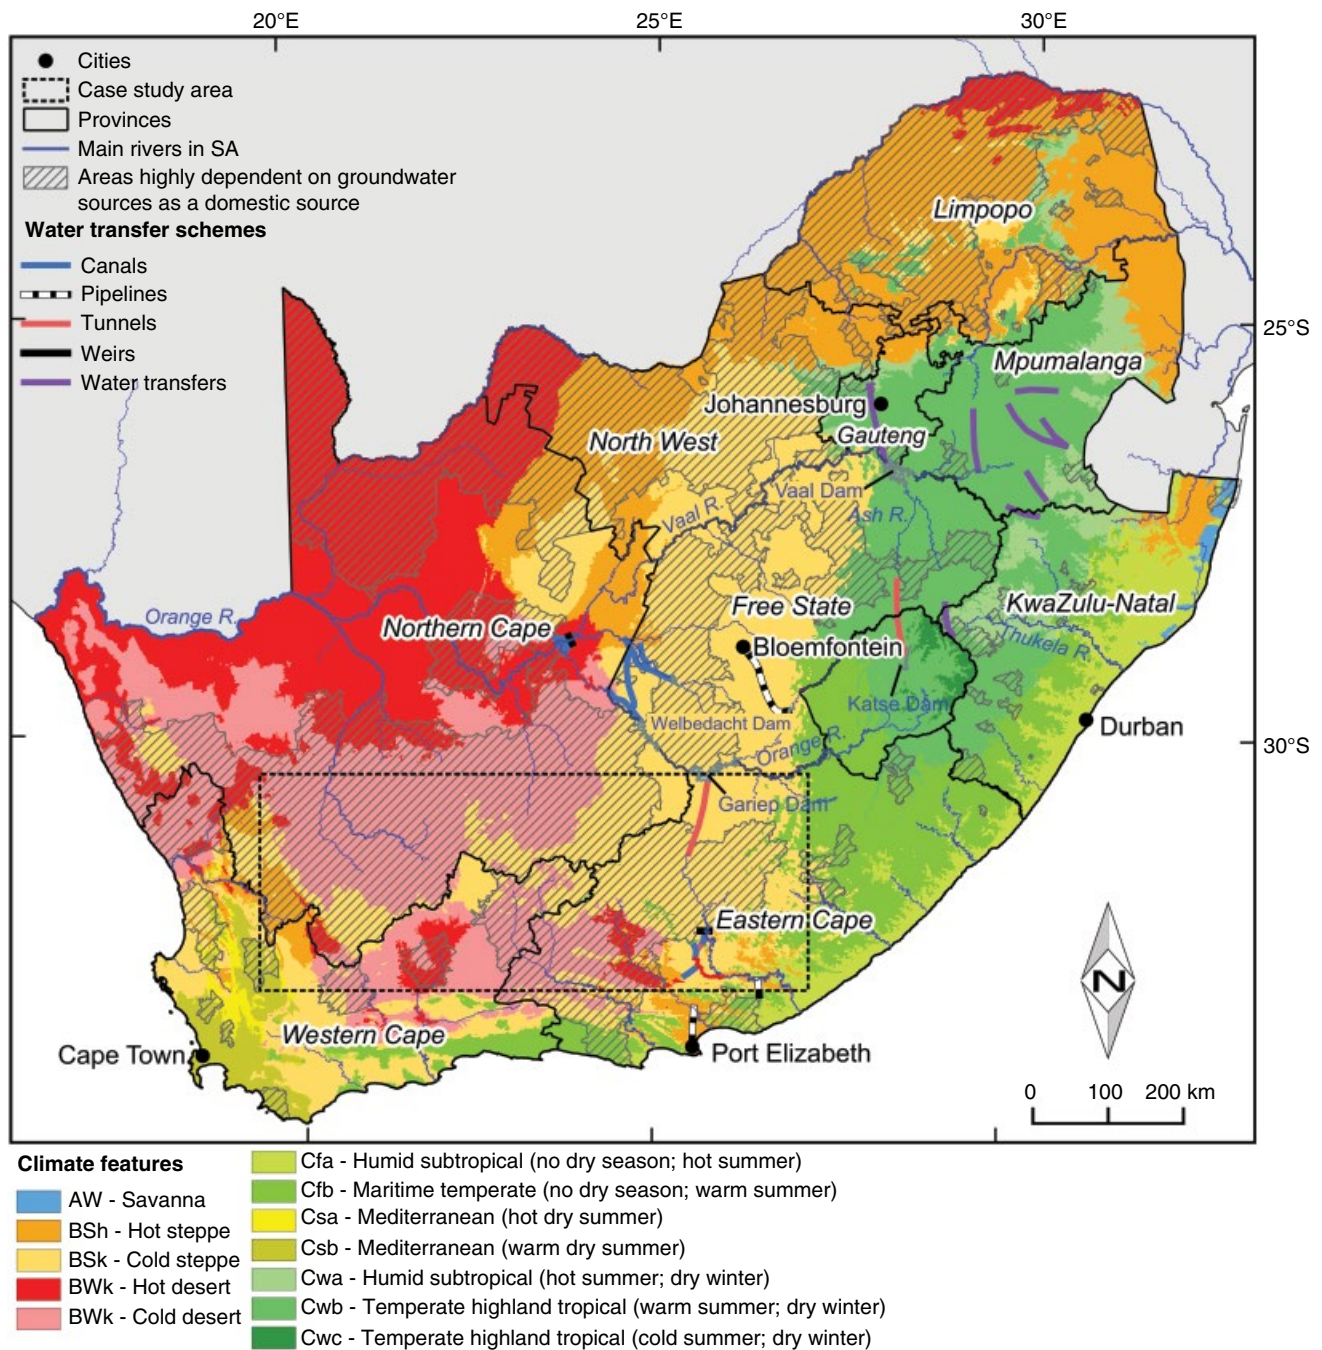 20°E 25°E 30°E
Cities
Case study area
Provinces
Main rivers in SA
Areas highly dependent on groundwater
sources as a domestic source
Water transfer schemes
Canals
Pipelines
Tunnels
Weirs
Water transfers
Limpopo
25°S
Mpumalanga
Johannesburg
Gauteng
North West
Vaal Dam
Vaal R.
Ash R.
Free State
KwaZulu-Natal
Orange R.
Northern Cape
Thukela R
Bloemfontein
Katse Dam
Welbedacht Dam
Durban
Orange R.
30°S
Gariep Dam
Eastern Cape
N
Western Cape
Cape Town
Port Elizabeth
0 100 200 km
Climate features
AW - Savanna
BSh - Hot steppe
BSk - Cold steppe
BWk - Hot desert
BWk - Cold desert
Cfa - Humid subtropical (no dry season; hot summer)
Cfb - Maritime temperate (no dry season; warm summer)
Csa - Mediterranean (hot dry summer)
Csb - Mediterranean (warm dry summer)
Cwa - Humid subtropical (hot summer; dry winter)
Cwb - Temperate highland tropical (warm summer; dry winter)
Cwc - Temperate highland tropical (cold summer; dry winter)